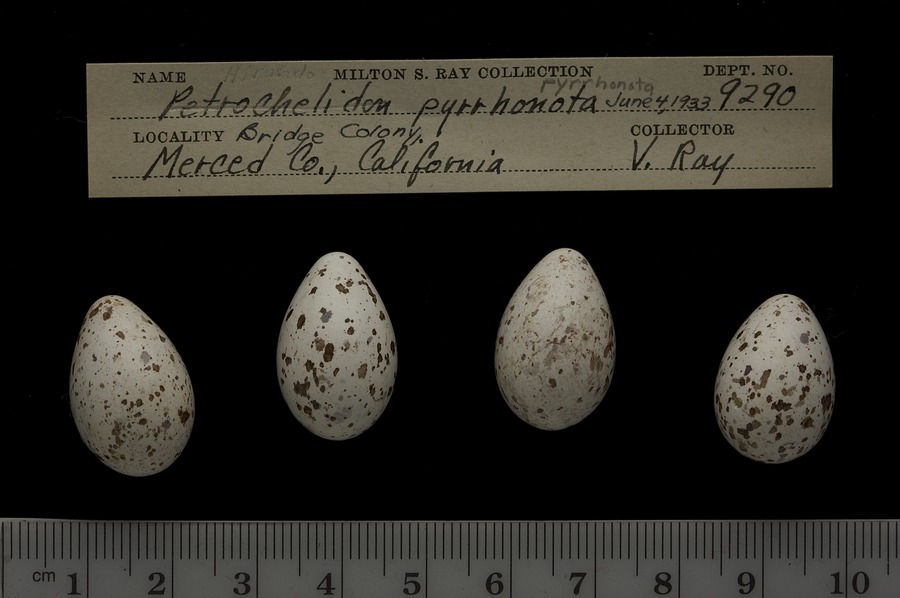 NAME Hirundo MILTON S. RAY COLLECTION pyrrhonota DEPT. NO.
Petrochelidon pyrrhonota June 4, 1933 9290
LOCALITY Bridge Colony, COLLECTOR
Merced Co., California V. Ray
cm 1 2 3 4 5 6 7 8 9 10